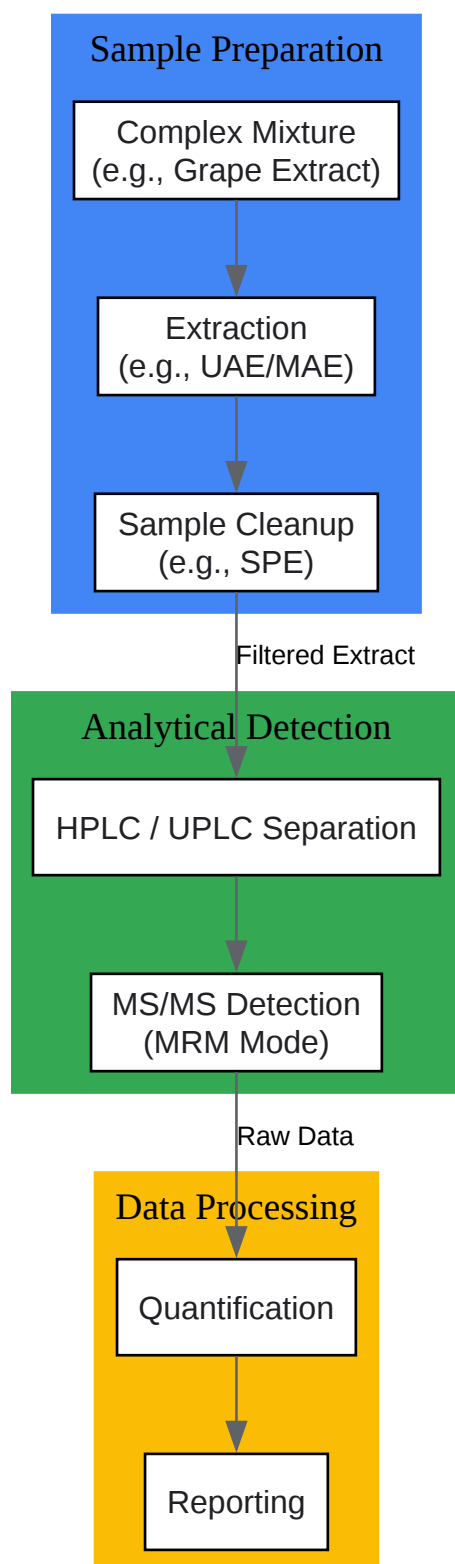 Sample Preparation
Complex Mixture
(e.g., Grape Extract)
Extraction
(e.g., UAE/MAE)
Sample Cleanup
(e.g., SPE)
Filtered Extract
Analytical Detection
HPLC / UPLC Separation
MS/MS Detection
(MRM Mode)
Raw Data
Data Processing
Quantification
Reporting